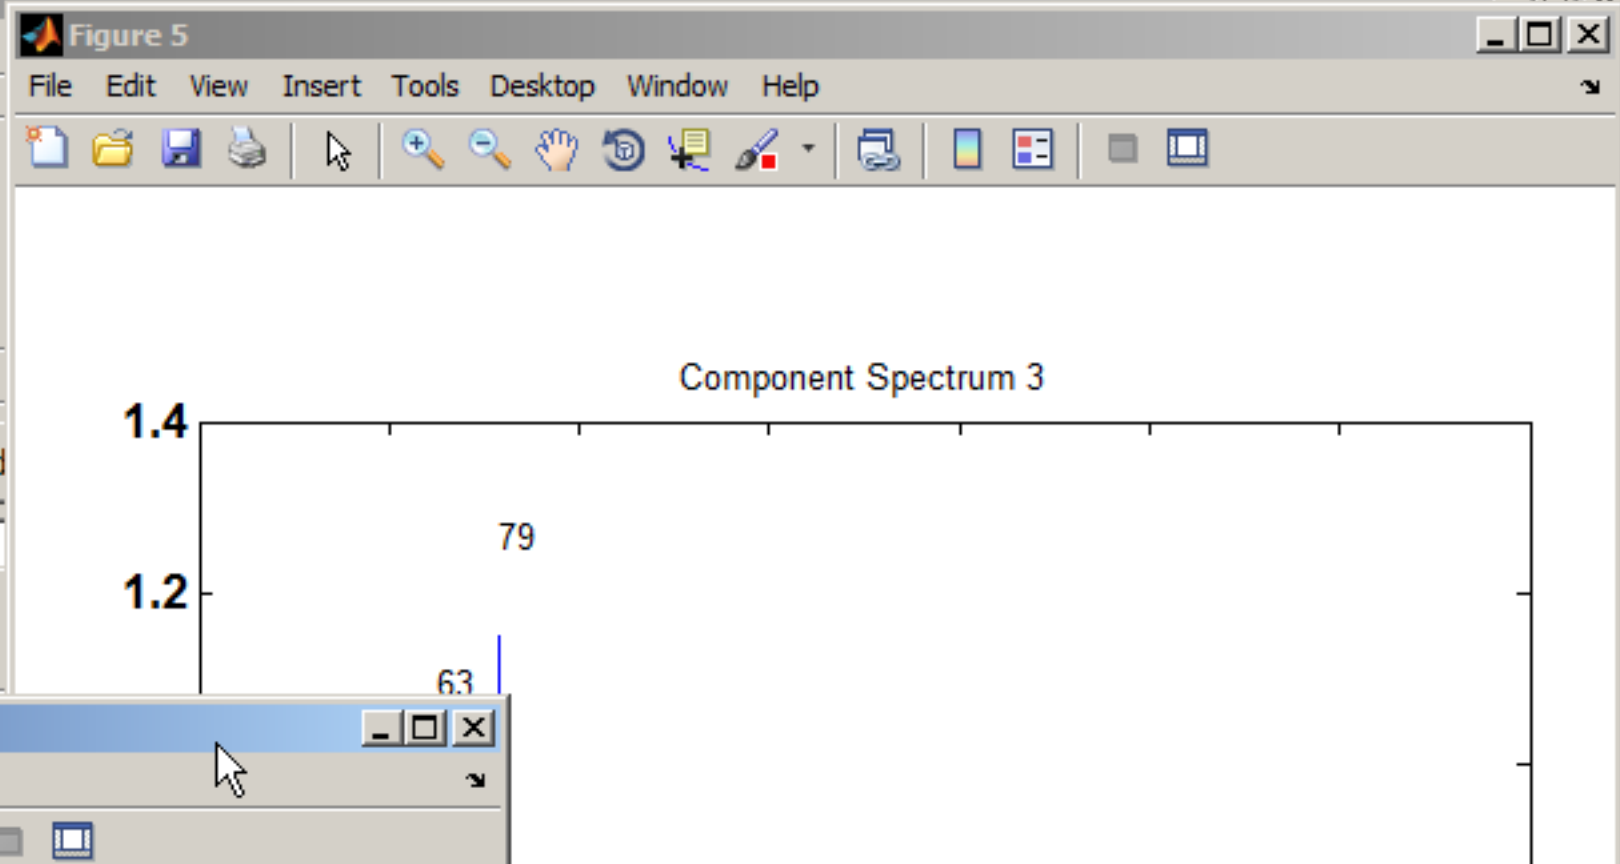 Figure 5
File Edit View Insert Tools Desktop Window Help
Component Spectrum 3
1.4
79
1.2
63